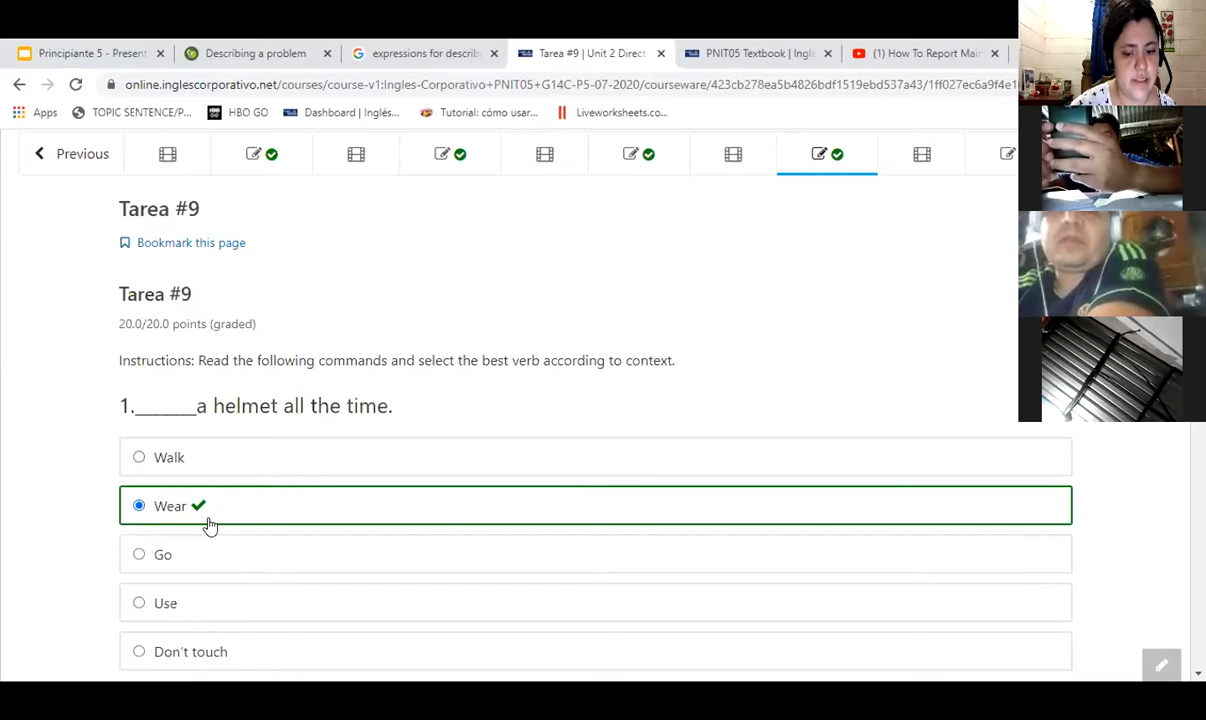 Principiante 5 - Present
Describing a problem
expressions for describ
Tarea #9 | Unit 2 Direct
PNIT05 Textbook | Ingle
(1) How To Report Main
online.inglescorporativo.net/courses/course-v1:Ingles-Corporativo+PNIT05+G14C-P5-07-2020/courseware/423cb278ea5b4826bdf1519ebd537a43/1ff027ec6a9f4e1
Apps
TOPIC SENTENCE/P...
HBO GO
Dashboard | Inglés...
Tutorial: cómo usar...
Liveworksheets.co...
Previous
Tarea #9
Bookmark this page
Tarea #9
20.0/20.0 points (graded)
Instructions: Read the following commands and select the best verb according to context.
1._______a helmet all the time.
Walk
Wear
Go
Use
Don't touch